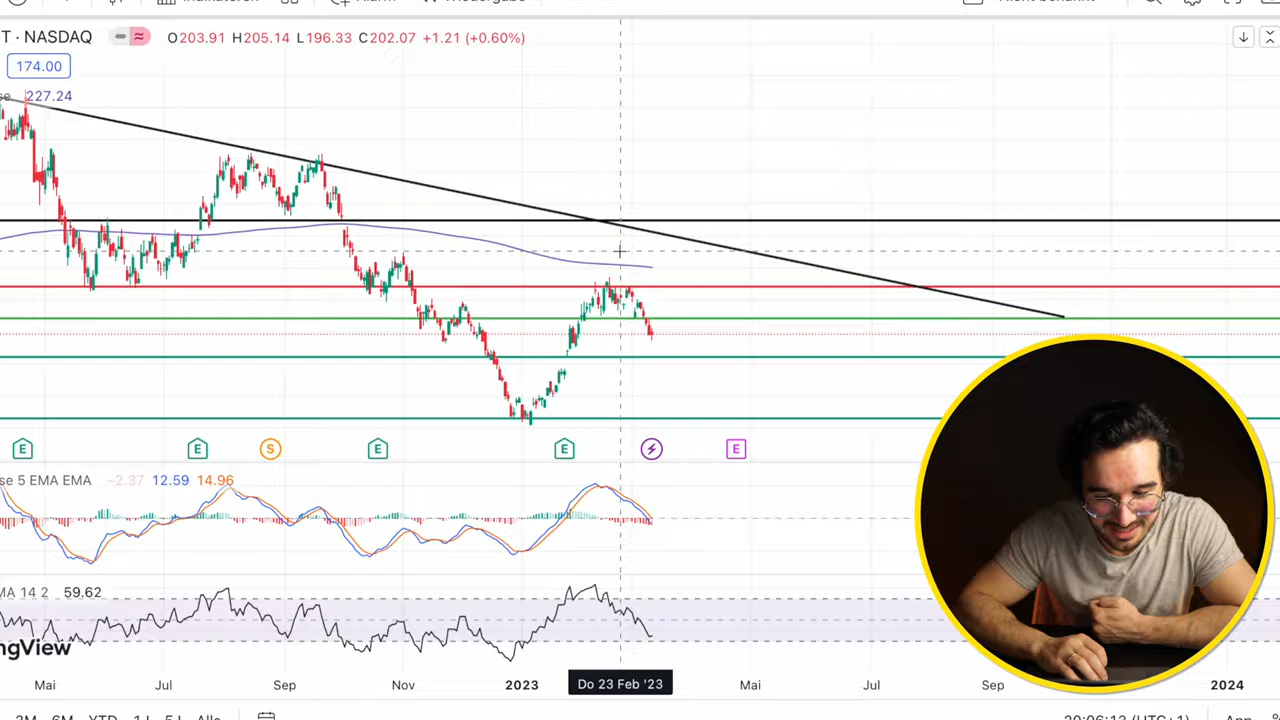 T · NASDAQ O203.91 H205.14 L196.33 C202.07 +1.21 (+0.60%)
174.00
se 227.24
E E S E E E
se 5 EMA EMA −2.37 12.59 14.96
MA 14 2 59.62
ngView
Mai Jul Sep Nov 2023 Do 23 Feb '23 Mai Jul Sep 2024